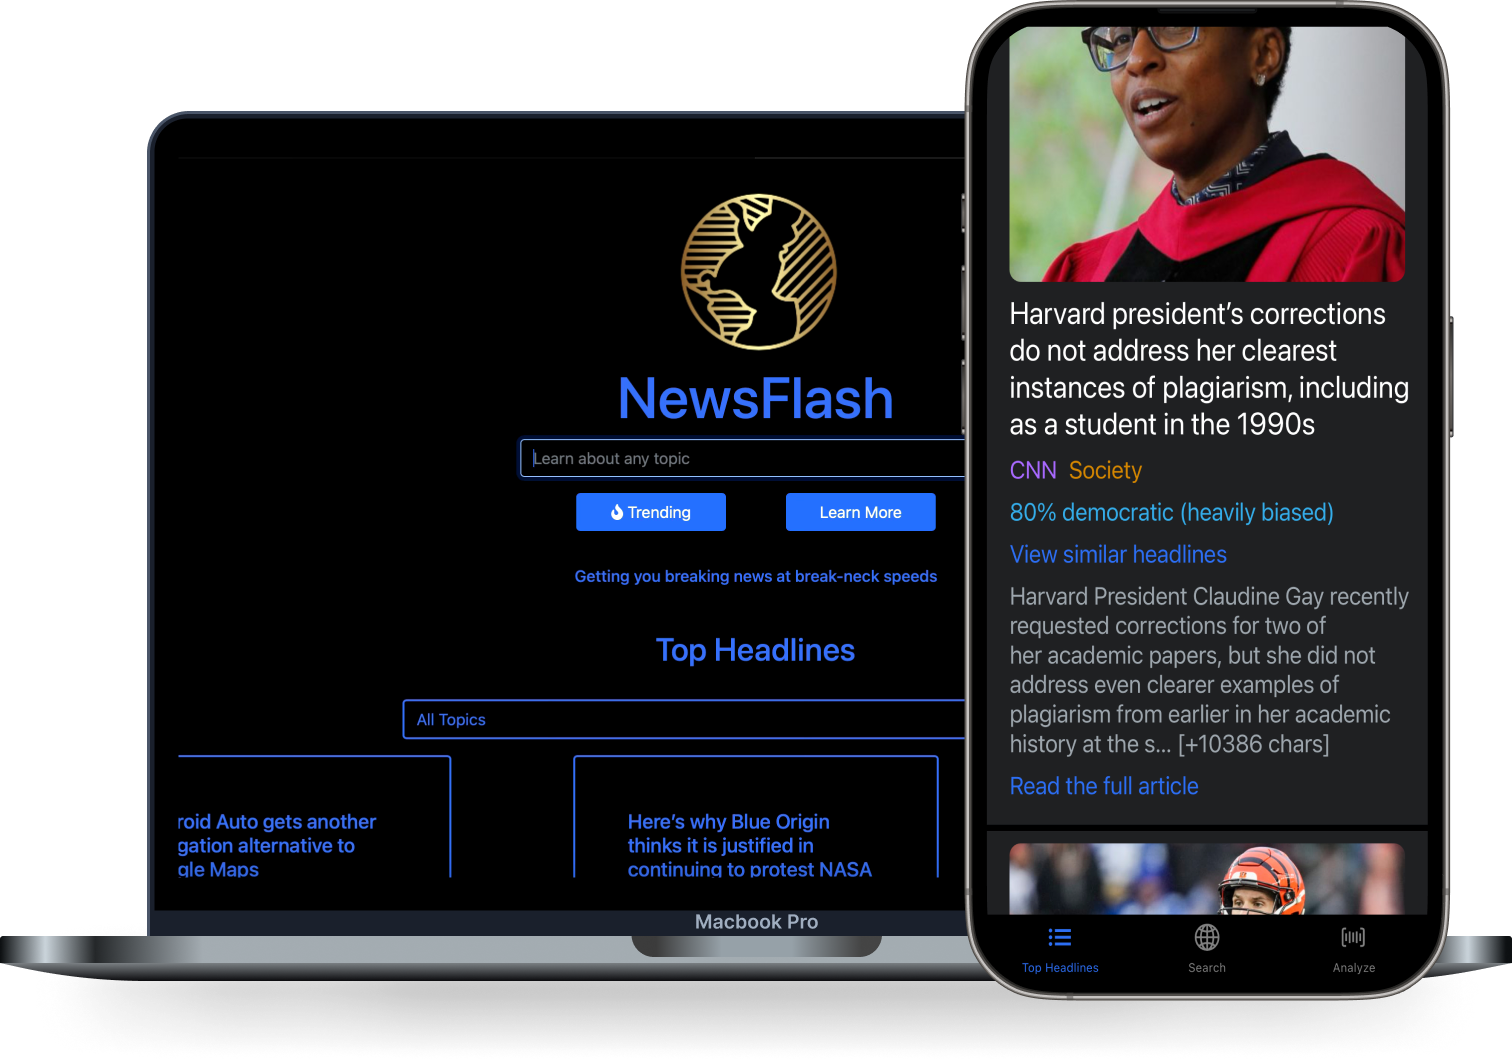 NewsFlash
Learn about any topic
Trending
Learn More
Getting you breaking news at break-neck speeds
Top Headlines
All Topics
roid Auto gets another
gation alternative to
gle Maps
Here's why Blue Origin
thinks it is justified in
continuing to protest NASA
Macbook Pro
Harvard president’s corrections
do not address her clearest
instances of plagiarism, including
as a student in the 1990s
CNN Society
80% democratic (heavily biased)
View similar headlines
Harvard President Claudine Gay recently
requested corrections for two of
her academic papers, but she did not
address even clearer examples of
plagiarism from earlier in her academic
history at the s... [+10386 chars]
Read the full article
Top Headlines
Search
Analyze